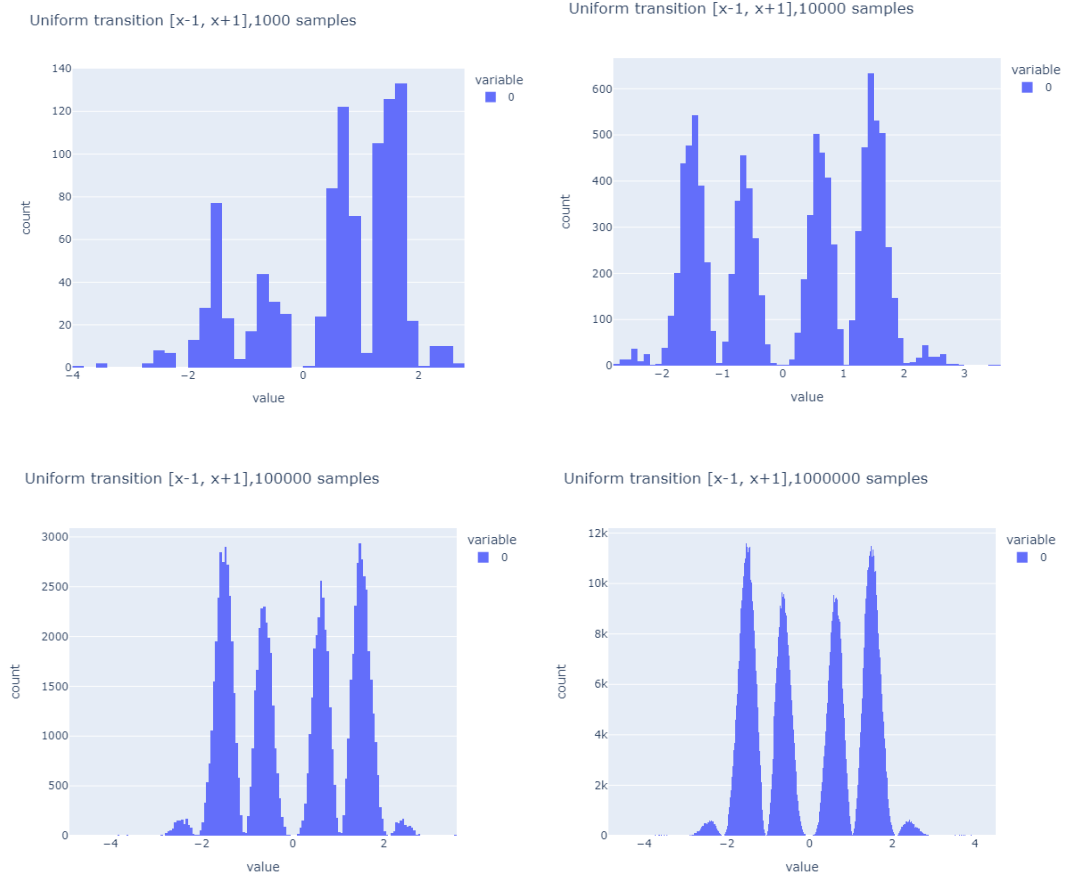 Uniform transition [x-1, x+1],1000 samples
variable
0
140
120
100
80
60
40
20
0
−4
−2
0
2
count
value
Uniform transition [x-1, x+1],10000 samples
variable
0
600
500
400
300
200
100
0
−2
−1
0
1
2
3
count
value
Uniform transition [x-1, x+1],100000 samples
variable
0
3000
2500
2000
1500
1000
500
0
−4
−2
0
2
count
value
Uniform transition [x-1, x+1],1000000 samples
variable
0
12k
10k
8k
6k
4k
2k
0
−4
−2
0
2
4
count
value